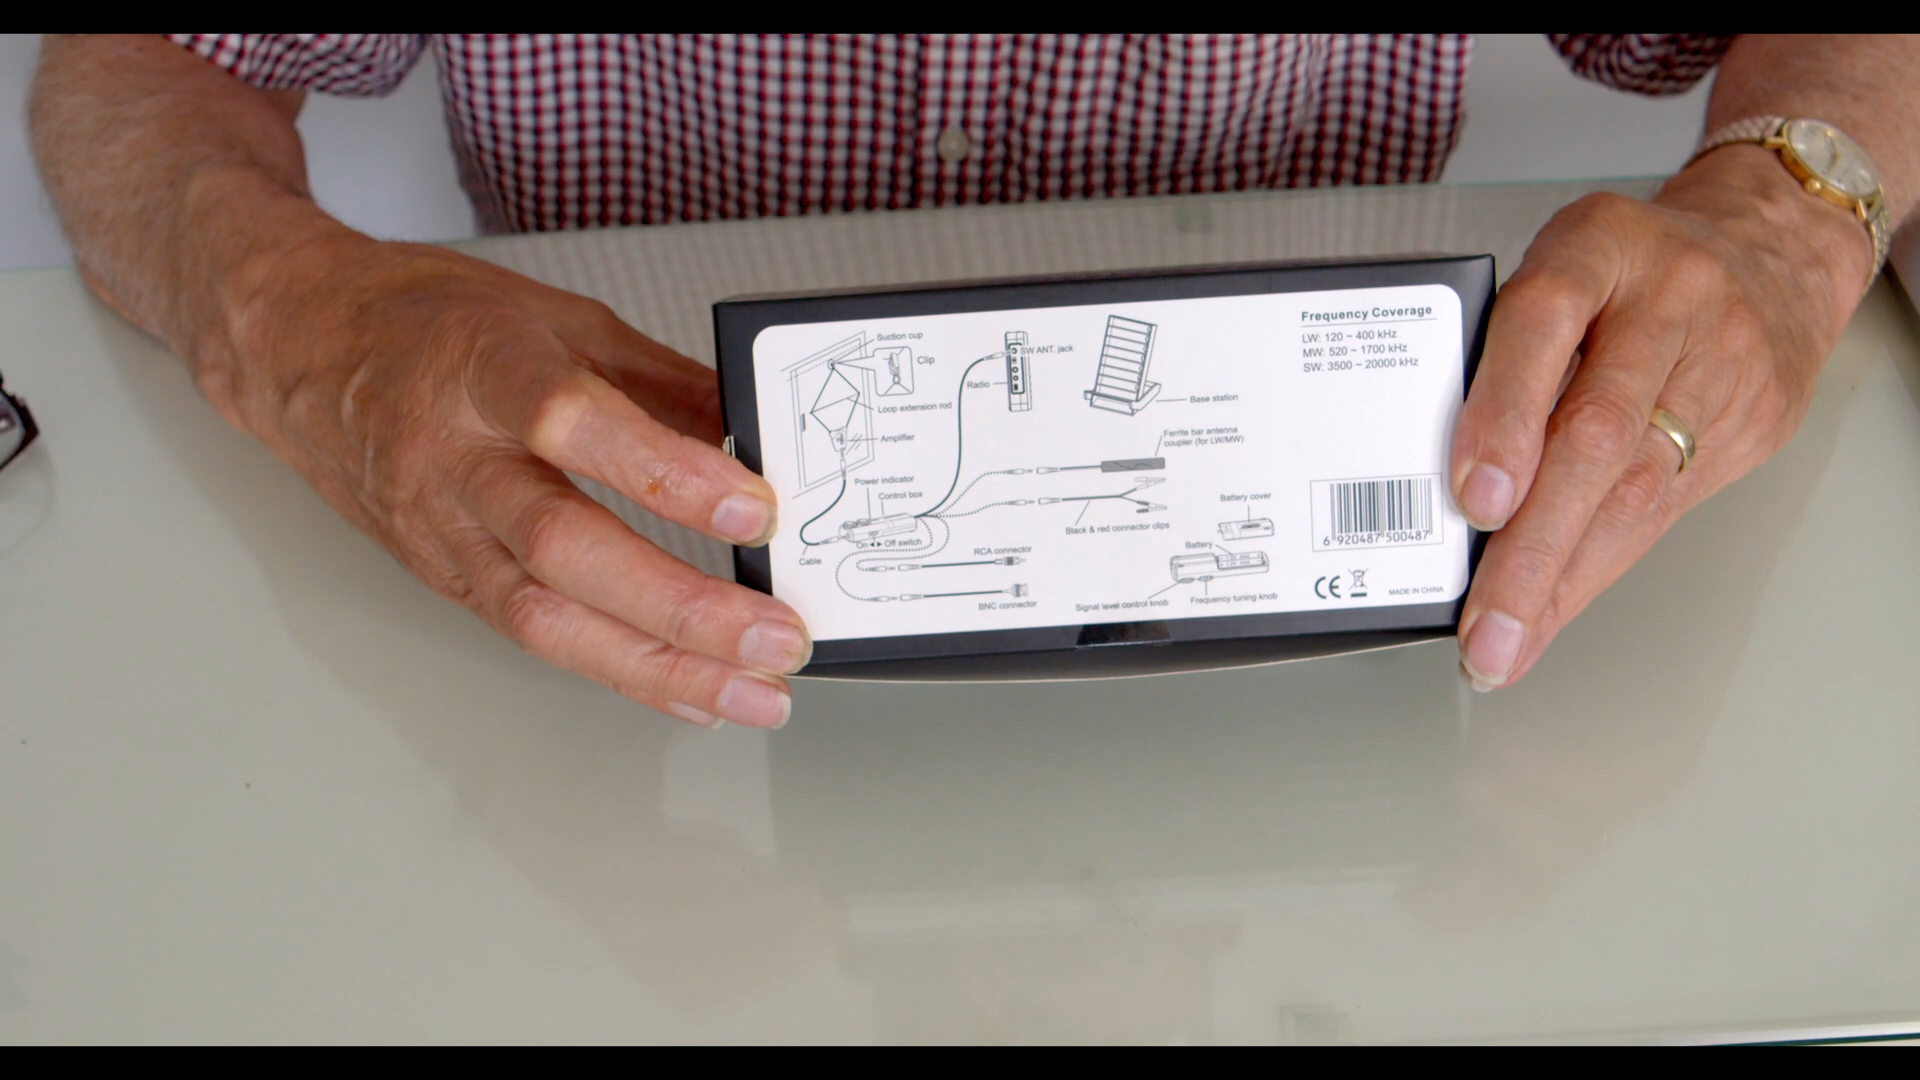 Suction cup
Clip
Loop extension rod
Amplifier
Power indicator
Control box
On ◄ ► Off switch
Cable
SW ANT. jack
Radio
Base station
Ferrite bar antenna
coupler (for LW/MW)
Black & red connector clips
RCA connector
BNC connector
Battery cover
Battery
Signal level control knob
Frequency tuning knob
Frequency Coverage
LW: 120 ~ 400 kHz
MW: 520 ~ 1700 kHz
SW: 3500 ~ 20000 kHz
6 920487 500487
CE
MADE IN CHINA